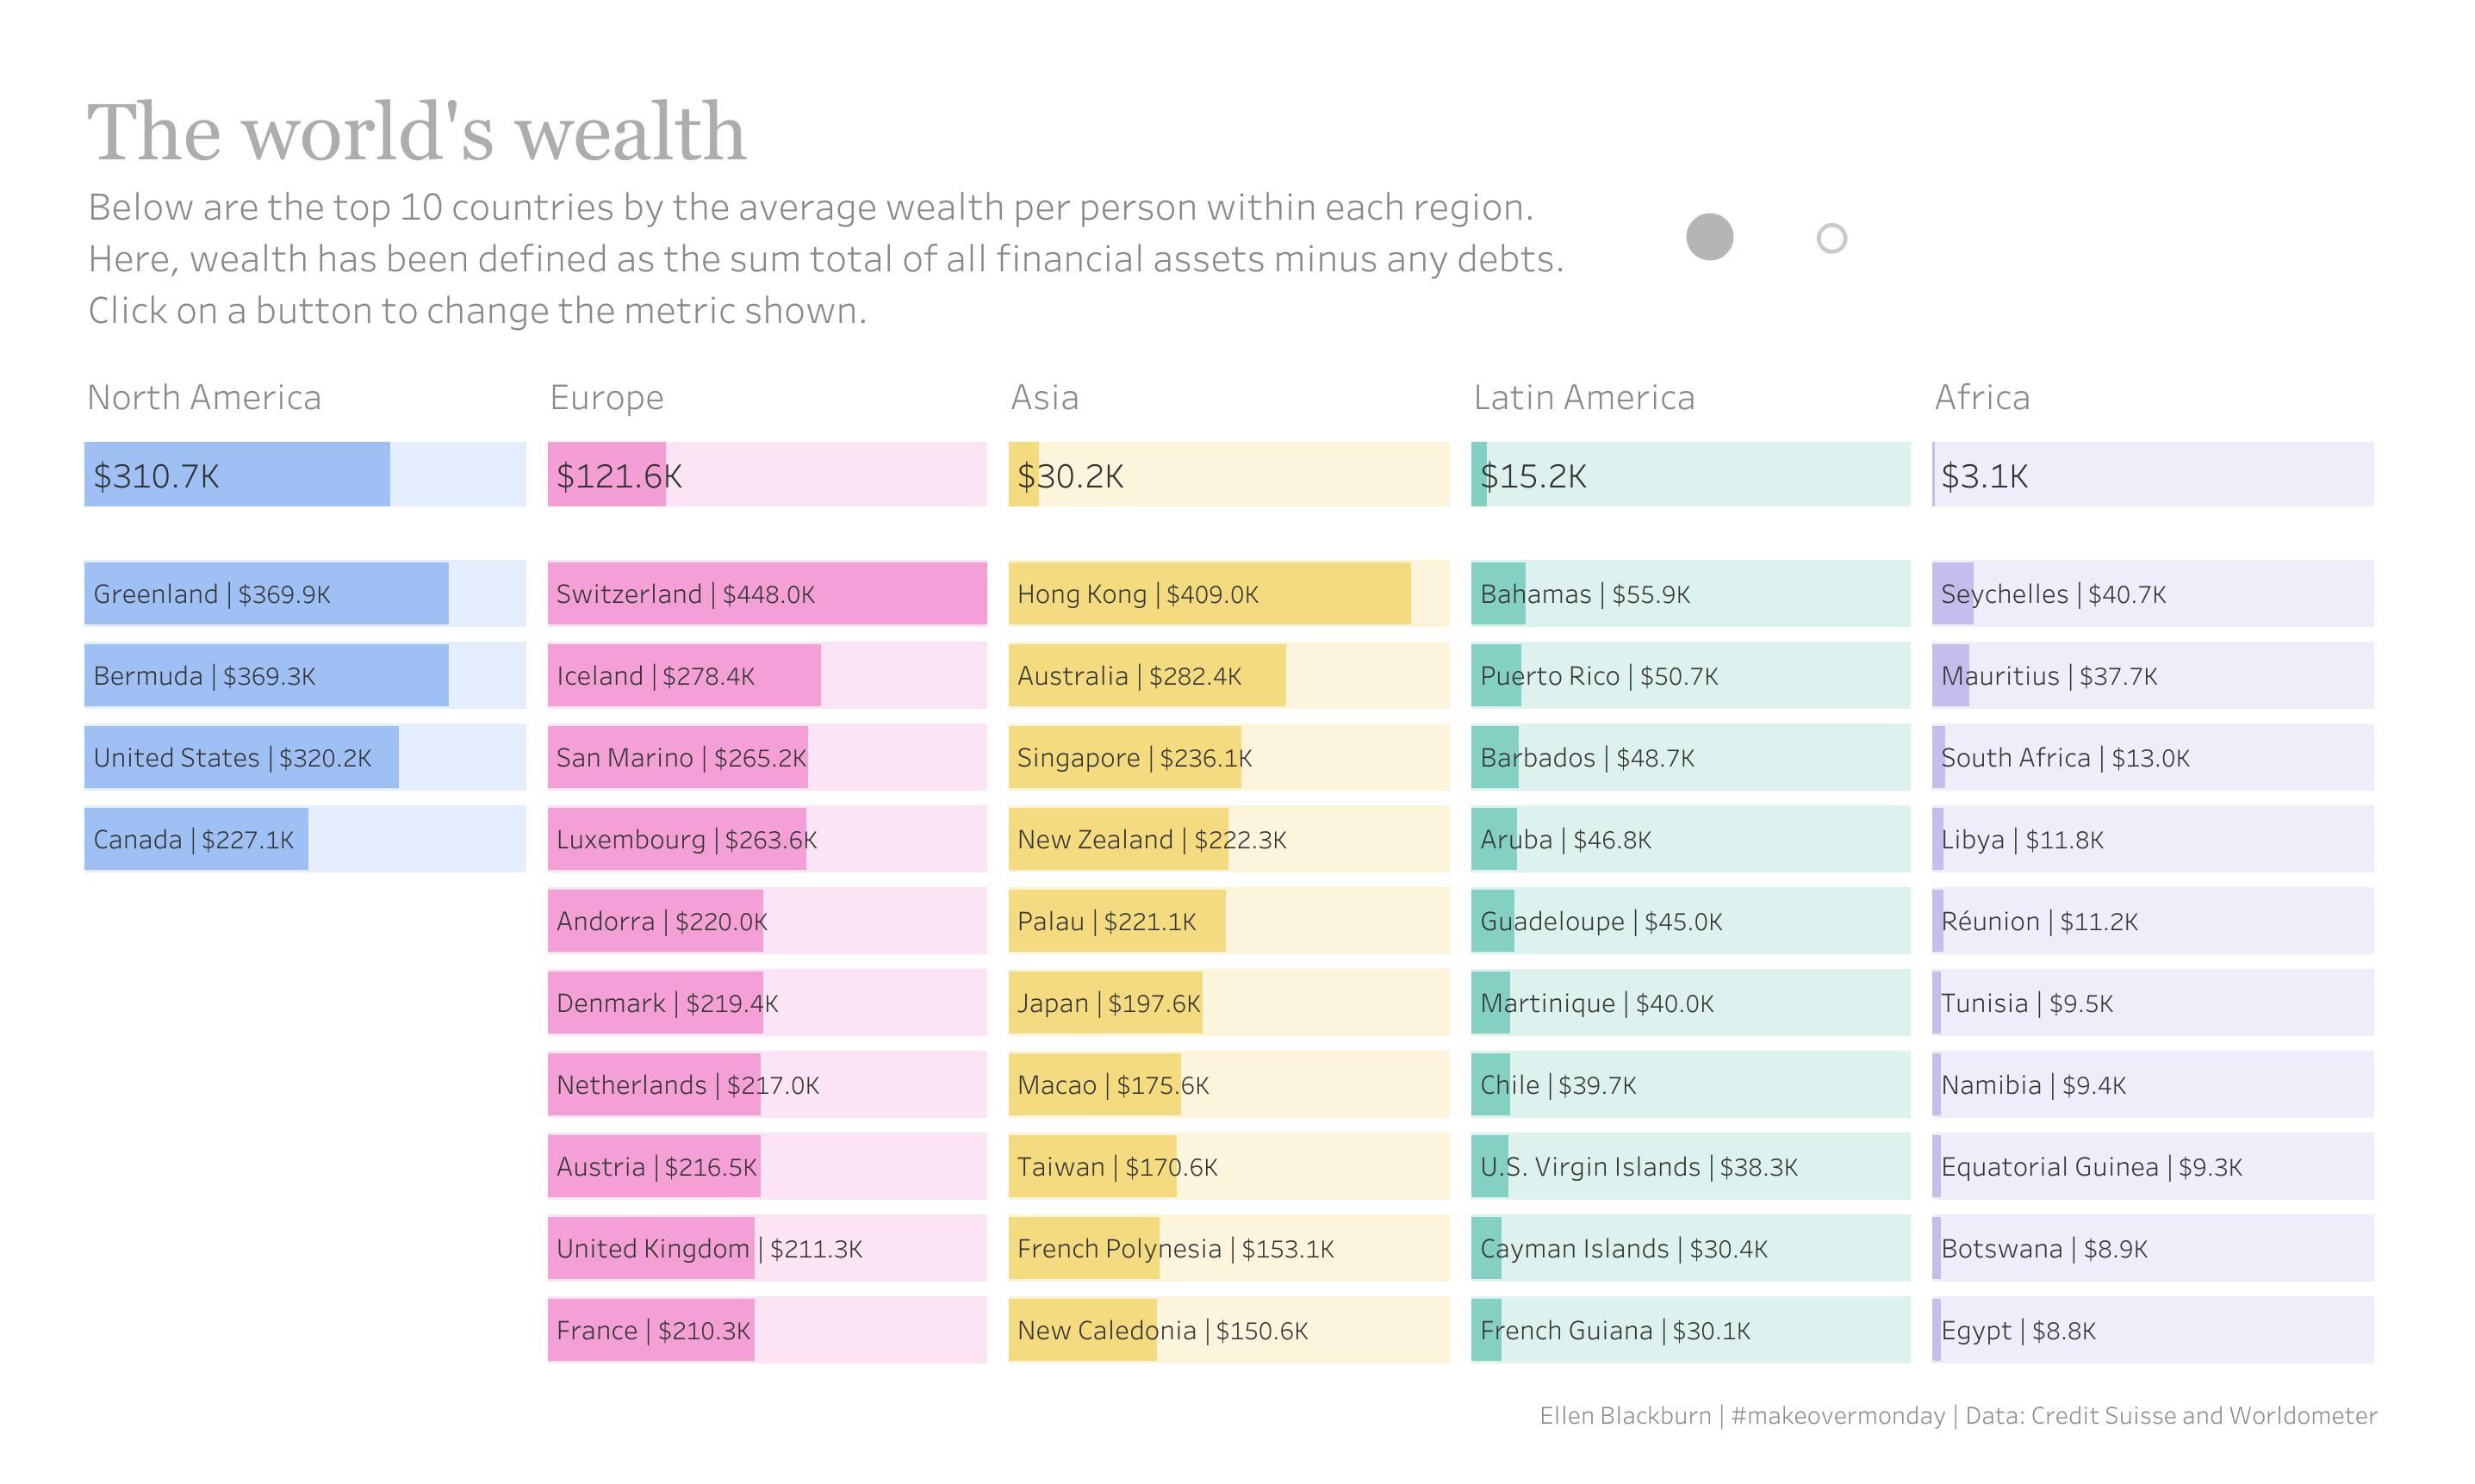 The world's wealth
Below are the top 10 countries by the average wealth per person within each region.
Here, wealth has been defined as the sum total of all financial assets minus any debts.
Click on a button to change the metric shown.
North America
$310.7K
Greenland | $369.9K
Bermuda | $369.3K
United States | $320.2K
Canada | $227.1K
Europe
$121.6K
Switzerland | $448.0K
Iceland | $278.4K
San Marino | $265.2K
Luxembourg | $263.6K
Andorra | $220.0K
Denmark | $219.4K
Netherlands | $217.0K
Austria | $216.5K
United Kingdom | $211.3K
France | $210.3K
Asia
$30.2K
Hong Kong | $409.0K
Australia | $282.4K
Singapore | $236.1K
New Zealand | $222.3K
Palau | $221.1K
Japan | $197.6K
Macao | $175.6K
Taiwan | $170.6K
French Polynesia | $153.1K
New Caledonia | $150.6K
Latin America
$15.2K
Bahamas | $55.9K
Puerto Rico | $50.7K
Barbados | $48.7K
Aruba | $46.8K
Guadeloupe | $45.0K
Martinique | $40.0K
Chile | $39.7K
U.S. Virgin Islands | $38.3K
Cayman Islands | $30.4K
French Guiana | $30.1K
Africa
$3.1K
Seychelles | $40.7K
Mauritius | $37.7K
South Africa | $13.0K
Libya | $11.8K
Réunion | $11.2K
Tunisia | $9.5K
Namibia | $9.4K
Equatorial Guinea | $9.3K
Botswana | $8.9K
Egypt | $8.8K
Ellen Blackburn | #makeovermonday | Data: Credit Suisse and Worldometer